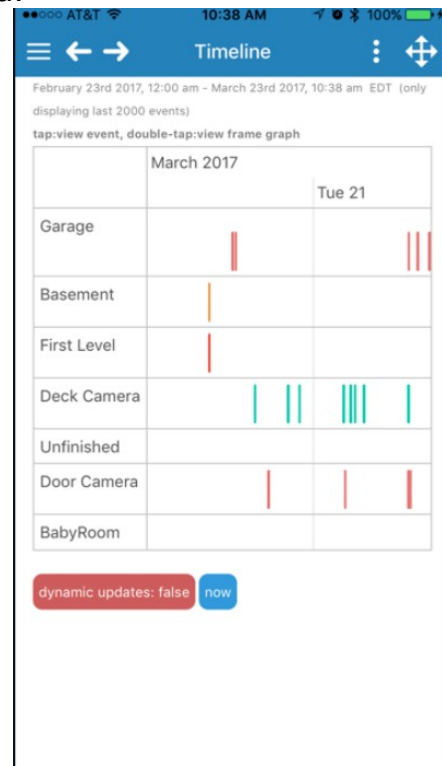 AT&T 10:38 AM 100%
Timeline
February 23rd 2017, 12:00 am - March 23rd 2017, 10:38 am EDT (only
displaying last 2000 events)
tap:view event, double-tap:view frame graph
March 2017
Tue 21
Garage
Basement
First Level
Deck Camera
Unfinished
Door Camera
BabyRoom
dynamic updates: false now